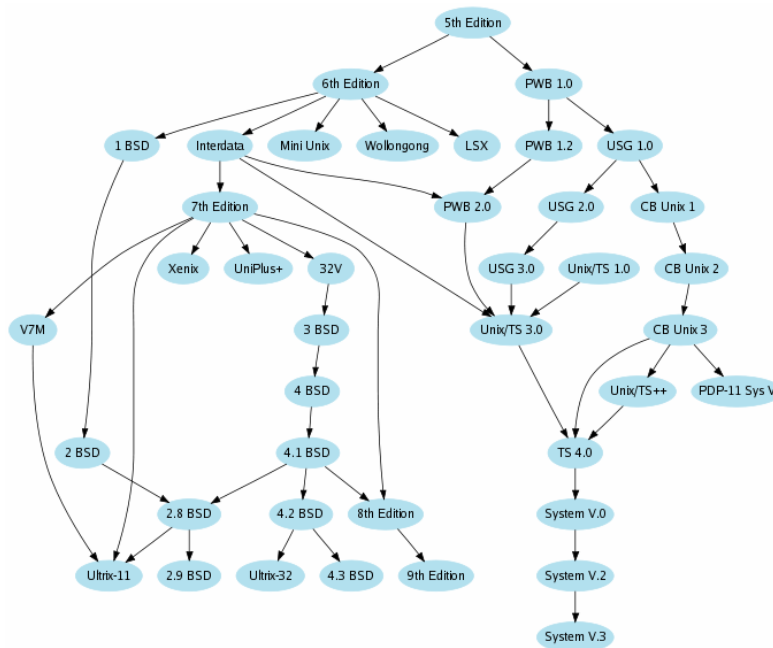 5th Edition
6th Edition
PWB 1.0
1 BSD
Interdata
Mini Unix
Wollongong
LSX
PWB 1.2
USG 1.0
7th Edition
PWB 2.0
USG 2.0
CB Unix 1
Xenix
UniPlus+
32V
USG 3.0
Unix/TS 1.0
CB Unix 2
V7M
3 BSD
Unix/TS 3.0
CB Unix 3
4 BSD
Unix/TS++
PDP-11 Sys V
2 BSD
4.1 BSD
TS 4.0
2.8 BSD
4.2 BSD
8th Edition
System V.0
Ultrix-11
2.9 BSD
Ultrix-32
4.3 BSD
9th Edition
System V.2
System V.3